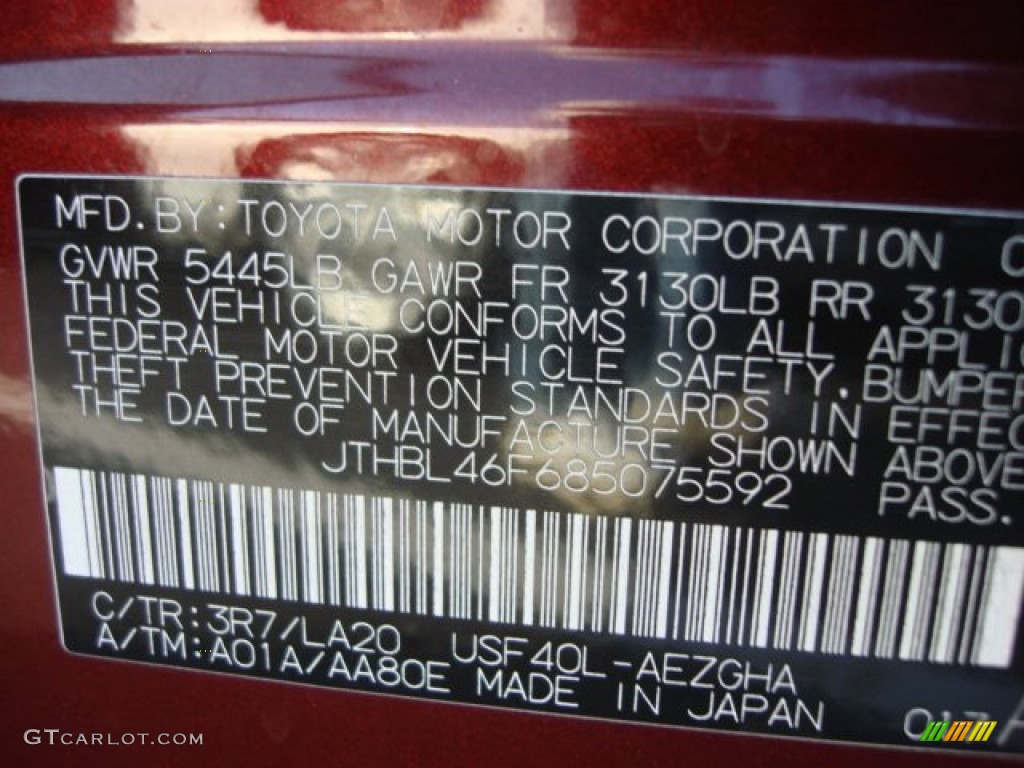 MFD. BY: TOYOTA MOTOR CORPORATION
GVWR 5445LB GAWR FR 3130LB RR 3130
THIS VEHICLE CONFORMS TO ALL
FEDERAL MOTOR VEHICLE SAFETY, BUMPER
THEFT PREVENTION STANDARDS IN
THE DATE OF MANUFACTURE SHOWN ABOVE
JTHBL46F685075592 PASS.
C/TR: 3R7/LA20 USF40L-AEZGHA
A/TM: A01A/AA80E MADE IN JAPAN
GTCARLOT.COM